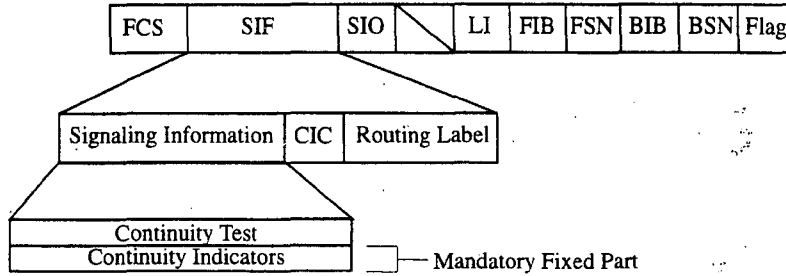 FCS SIF SIO LI FIB FSN BIB BSN Flag
Signaling Information CIC Routing Label
Continuity Test
Continuity Indicators Mandatory Fixed Part